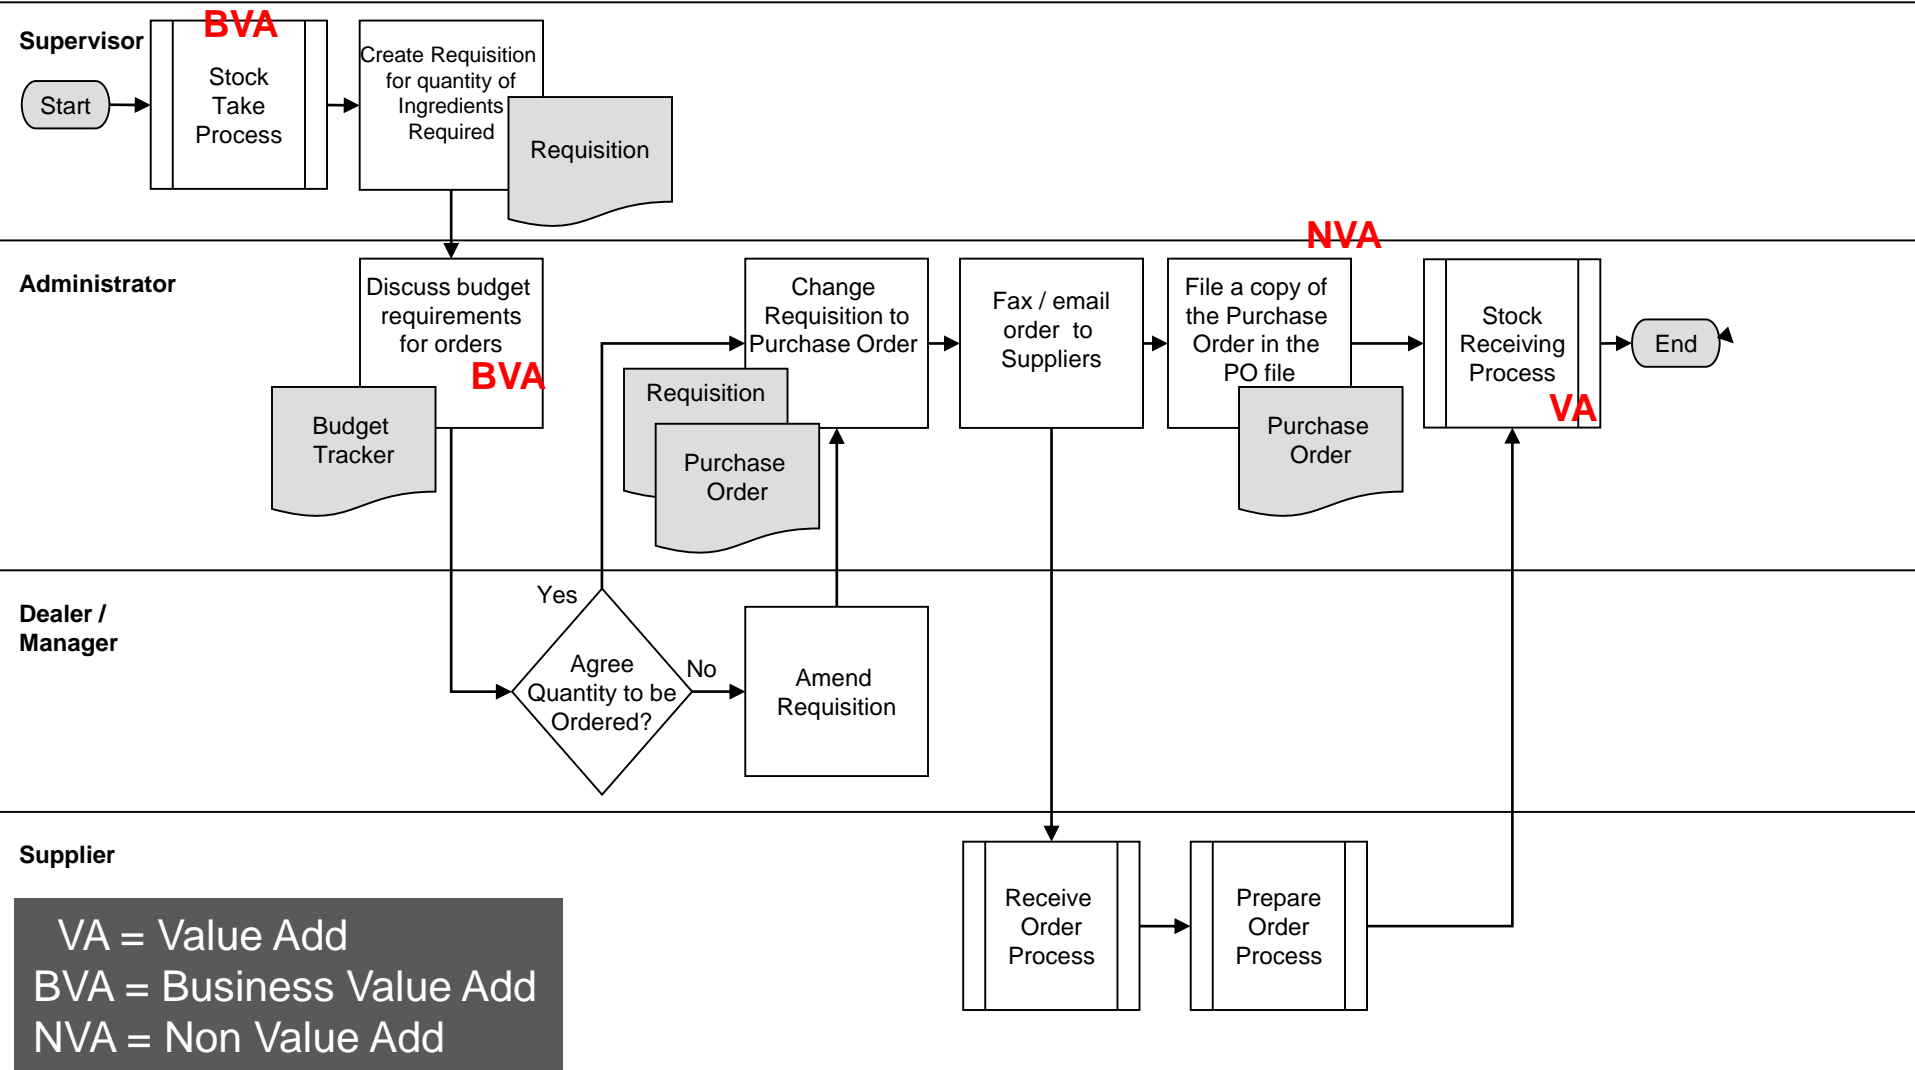 Supervisor
BVA
Start
Stock
Take
Process
Create Requisition
for quantity of
Ingredients
Required
Requisition
Administrator
Discuss budget
requirements
for orders
BVA
Budget
Tracker
Change
Requisition to
Purchase Order
Requisition
Purchase
Order
Fax / email
order to
Suppliers
NVA
File a copy of
the Purchase
Order in the
PO file
Purchase
Order
Stock
Receiving
Process
VA
End
Dealer /
Manager
Yes
Agree
Quantity to be
Ordered?
No
Amend
Requisition
Supplier
Receive
Order
Process
Prepare
Order
Process
VA = Value Add
BVA = Business Value Add
NVA = Non Value Add